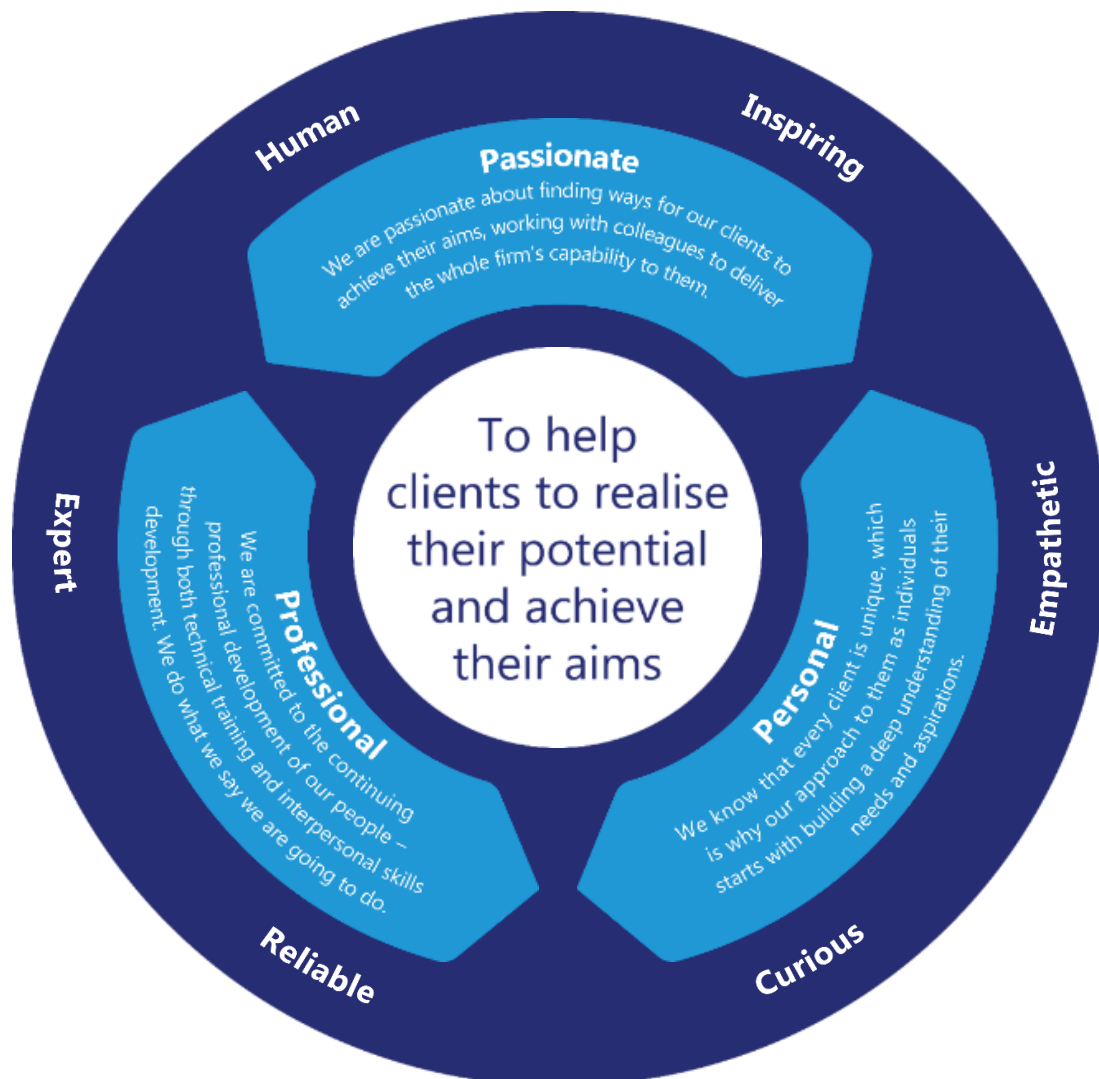 Human
Inspiring
Passionate
We are passionate about finding ways for our clients to
achieve their aims, working with colleagues to deliver
the whole firm's capability to them.
To help
clients to realise
their potential
and achieve
their aims
Empathetic
Personal
We know that every client is unique, which
is why our approach to them as individuals
starts with building a deep understanding of their
needs and aspirations.
Curious
Reliable
Expert
Professional
We are committed to the continuing
professional development of our people –
through both technical training and interpersonal skills
development. We do what we say we are going to do.